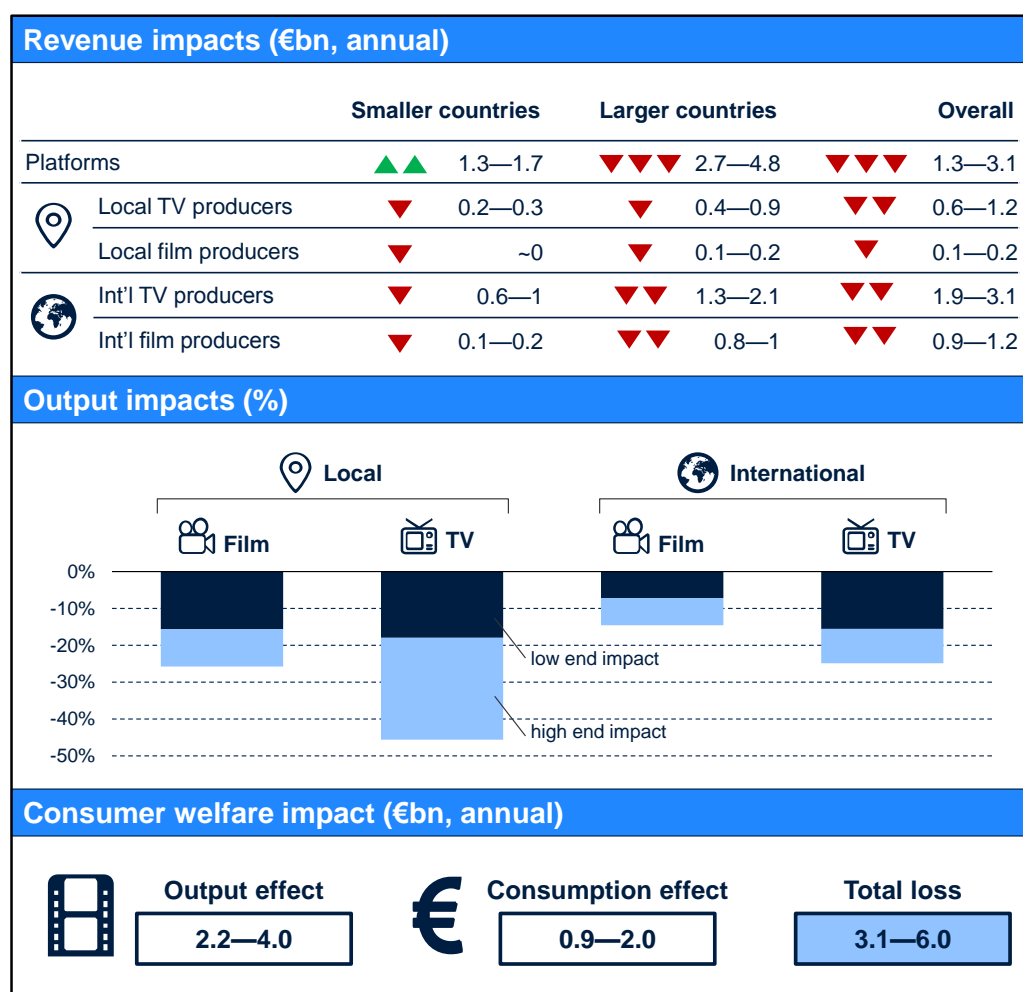 Revenue impacts (€bn, annual)
Smaller countries Larger countries Overall
Platforms 1.3—1.7 2.7—4.8 1.3—3.1
Local TV producers 0.2—0.3 0.4—0.9 0.6—1.2
Local film producers ~0 0.1—0.2 0.1—0.2
Int'l TV producers 0.6—1 1.3—2.1 1.9—3.1
Int'l film producers 0.1—0.2 0.8—1 0.9—1.2
Output impacts (%)
Local International
Film TV Film TV
0%
-10%
-20%
low end impact
-30%
-40%
high end impact
-50%
Consumer welfare impact (€bn, annual)
Output effect Consumption effect Total loss
€
2.2—4.0 0.9—2.0 3.1—6.0